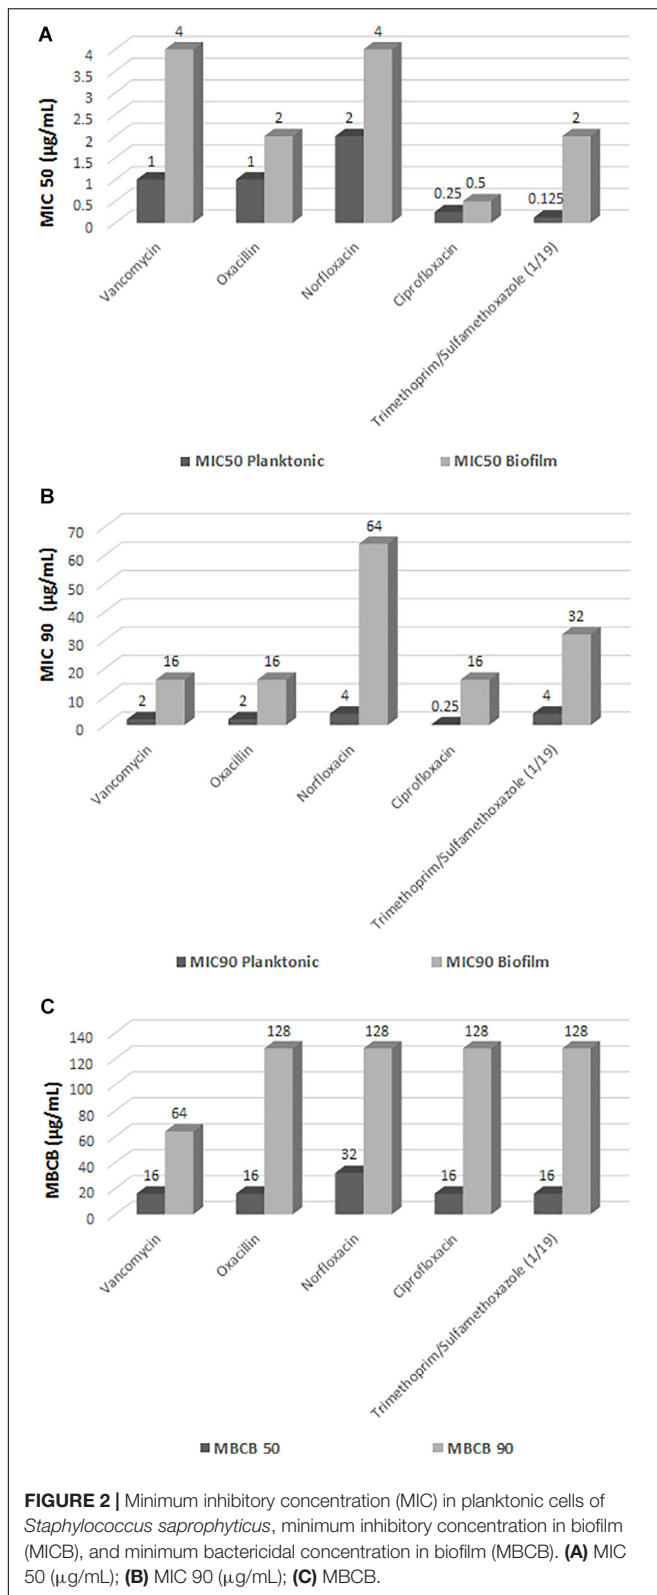 A
MIC 50 (µg/mL)
4
3.5
3
2.5
2
1.5
1
0.5
0
1
4
1
2
2
4
0.25
0.5
0.125
2
Vancomycin
Oxacillin
Norfloxacin
Ciprofloxacin
Trimethoprim/Sulfamethoxazole (1/19)
MIC50 Planktonic MIC50 Biofilm
B
MIC 90 (µg/mL)
70
60
50
40
30
20
10
0
2
16
2
16
4
64
0.25
16
4
32
Vancomycin
Oxacillin
Norfloxacin
Ciprofloxacin
Trimethoprim/Sulfamethoxazole (1/19)
MIC90 Planktonic MIC90 Biofilm
C
MBCB (µg/mL)
140
120
100
80
60
40
20
0
16
64
16
128
32
128
16
128
16
128
Vancomycin
Oxacillin
Norfloxacin
Ciprofloxacin
Trimethoprim/Sulfamethoxazole (1/19)
MBCB 50 MBCB 90
FIGURE 2 | Minimum inhibitory concentration (MIC) in planktonic cells of
Staphylococcus saprophyticus, minimum inhibitory concentration in biofilm
(MICB), and minimum bactericidal concentration in biofilm (MBCB). (A) MIC
50 (µg/mL); (B) MIC 90 (µg/mL); (C) MBCB.